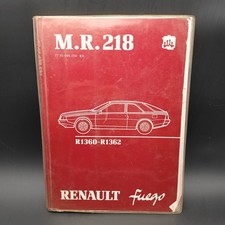 M.R. 218
R1360-R1362
RENAULT fuego